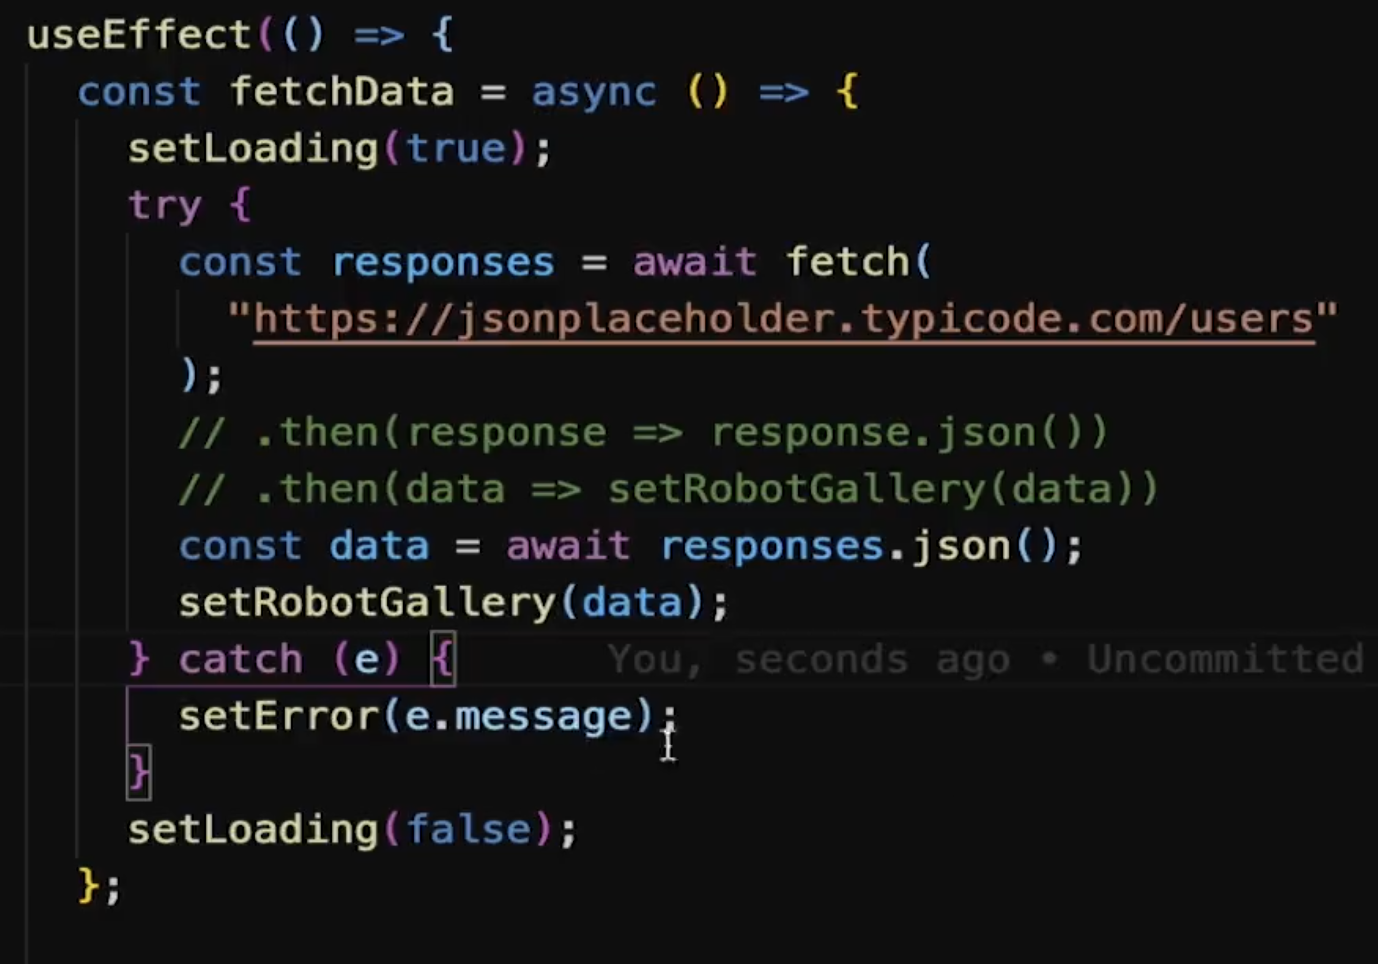 useEffect(() => {
const fetchData = async () => {
setLoading(true);
try {
const responses = await fetch(
"https://jsonplaceholder.typicode.com/users"
);
// .then(response => response.json())
// .then(data => setRobotGallery(data))
const data = await responses.json();
setRobotGallery(data);
} catch (e) { You, seconds ago • Uncommitted
setError(e.message);
}
setLoading(false);
};